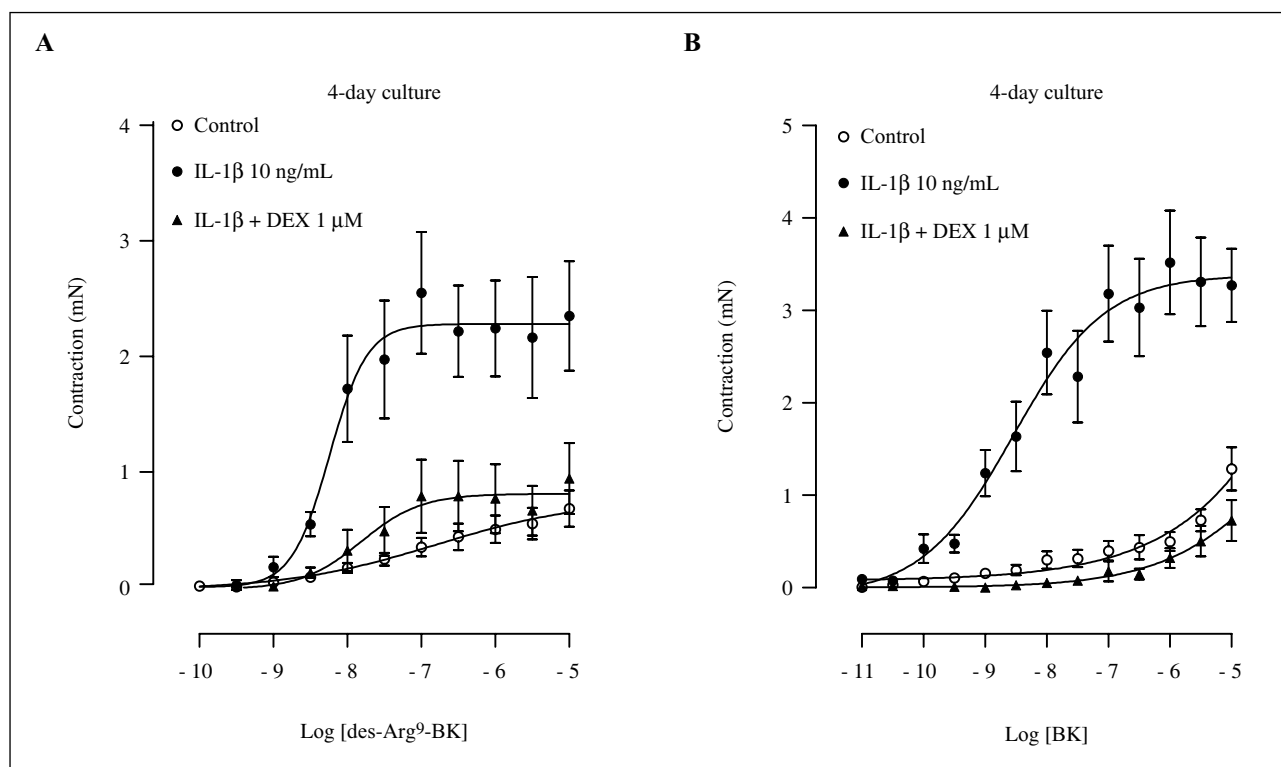 A
4-day culture
4
3
2
1
0
Contraction (mN)
Control
IL-1β 10 ng/mL
IL-1β + DEX 1 μM
- 10
- 9
- 8
- 7
- 6
- 5
Log [des-Arg⁹-BK]
B
4-day culture
5
4
3
2
1
0
Contraction (mN)
Control
IL-1β 10 ng/mL
IL-1β + DEX 1 μM
- 11
- 10
- 9
- 8
- 7
- 6
- 5
Log [BK]